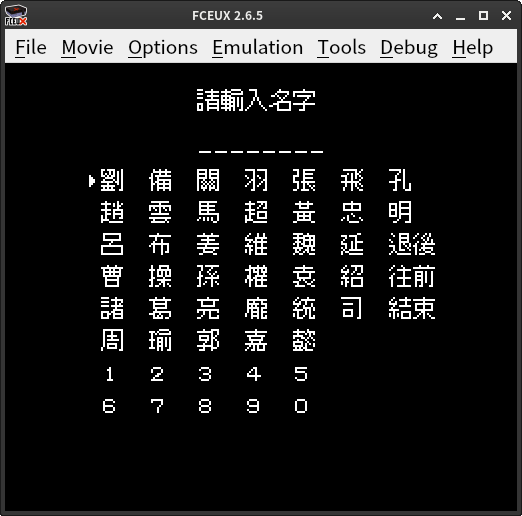 FCEUX 2.6.5
File Movie Options Emulation Tools Debug Help
請輸入名字
--------
劉 備 關 羽 張 飛 孔
趙 雲 馬 超 黃 忠 明
呂 布 姜 維 魏 延 退後
曹 操 孫 權 袁 紹 往前
諸 葛 亮 龐 統 司 結束
周 瑜 郭 嘉 懿
1 2 3 4 5
6 7 8 9 0